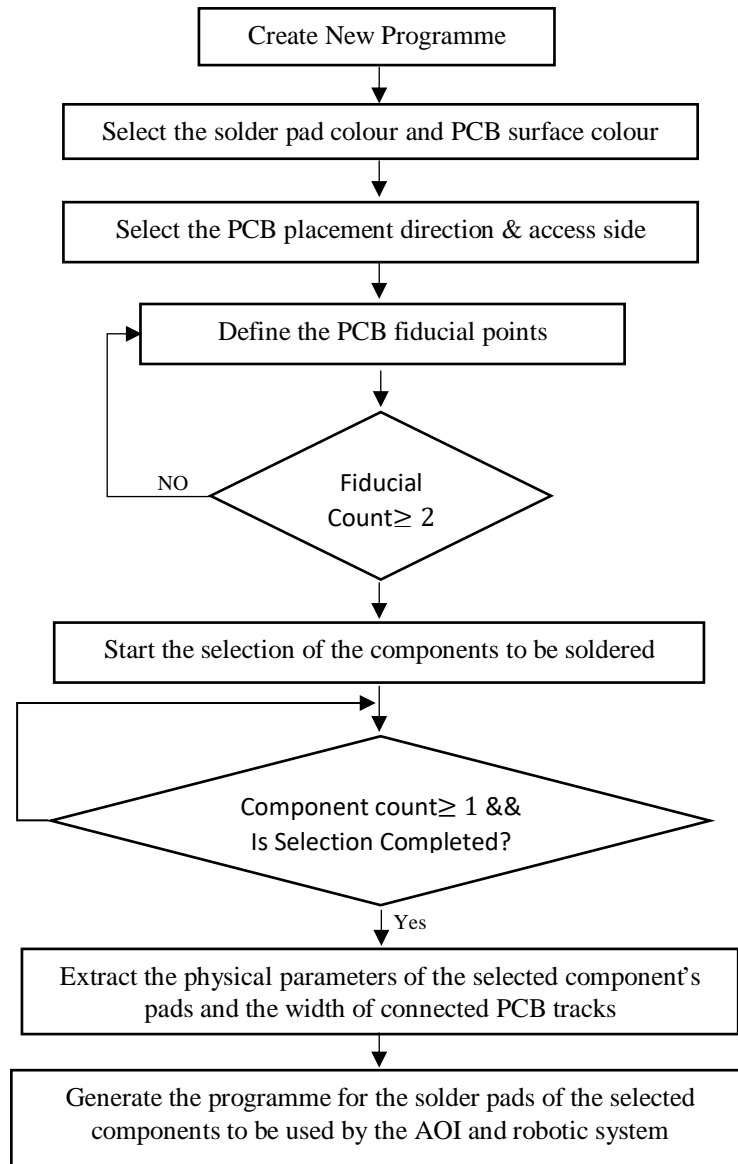 Create New Programme
Select the solder pad colour and PCB surface colour
Select the PCB placement direction & access side
Define the PCB fiducial points
NO
Fiducial
Count≥ 2
Start the selection of the components to be soldered
Component count≥ 1 &&
Is Selection Completed?
Yes
Extract the physical parameters of the selected component’s
pads and the width of connected PCB tracks
Generate the programme for the solder pads of the selected
components to be used by the AOI and robotic system